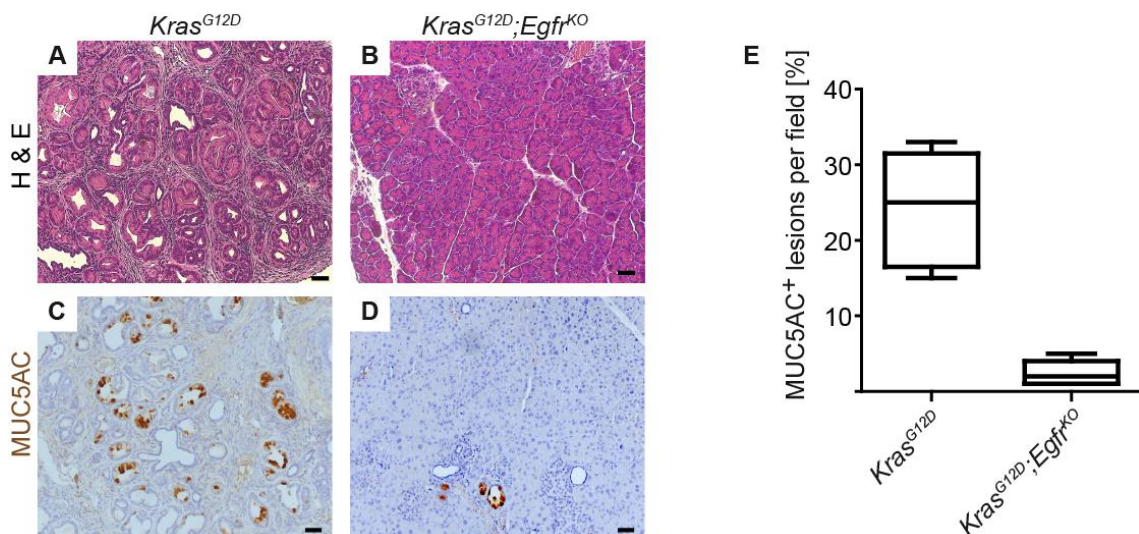 Kras^G12D
Kras^G12D;Egfr^KO
A
B
E
H & E
C
D
MUC5AC
MUC5AC+ lesions per field [%]
40
30
20
10
Kras^G12D
Kras^G12D;Egfr^KO